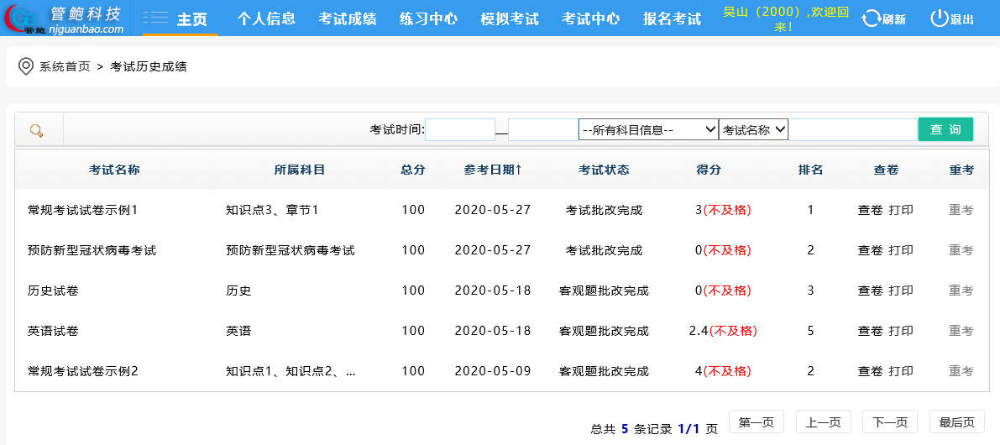 管鲍科技
管鲍 njguanbao.com
主页 个人信息 考试成绩 练习中心 模拟考试 考试中心 报名考试 吴山（2000）,欢迎回来! 刷新 退出
系统首页 > 考试历史成绩
考试时间: --所有科目信息-- 考试名称 查 询
考试名称 所属科目 总分 参考日期↑ 考试状态 得分 排名 查卷 重考
常规考试试卷示例1 知识点3、章节1 100 2020-05-27 考试批改完成 3(不及格) 1 查卷 打印 重考
预防新型冠状病毒考试 预防新型冠状病毒考试 100 2020-05-27 考试批改完成 0(不及格) 2 查卷 打印 重考
历史试卷 历史 100 2020-05-18 客观题批改完成 0(不及格) 3 查卷 打印 重考
英语试卷 英语 100 2020-05-18 客观题批改完成 2.4(不及格) 5 查卷 打印 重考
常规考试试卷示例2 知识点1、知识点2、... 100 2020-05-09 客观题批改完成 4(不及格) 2 查卷 打印 重考
总共 5 条记录 1/1 页 第一页 上一页 下一页 最后页